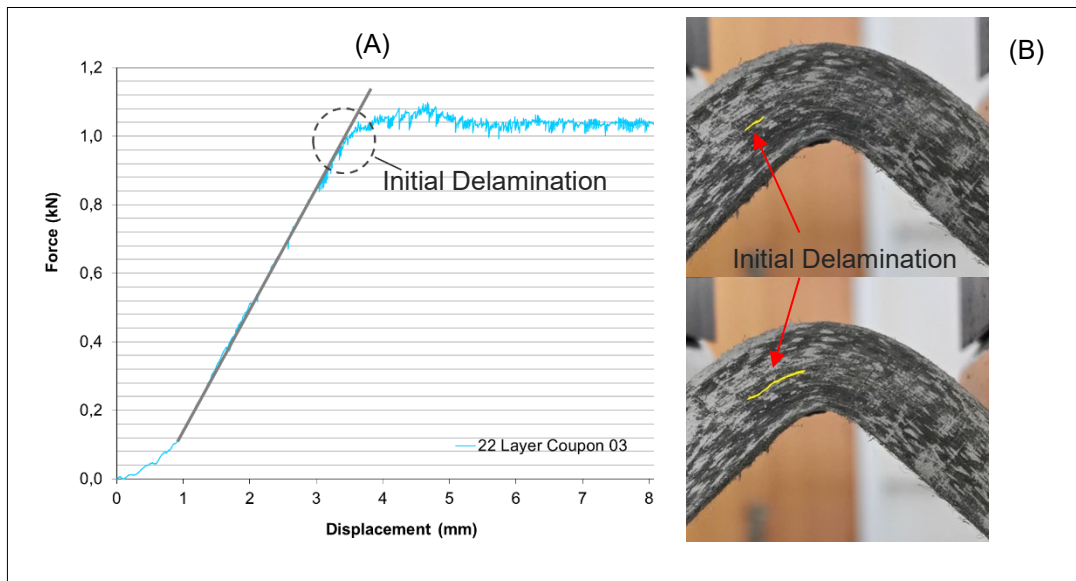 (A)
(B)
1,2
1,0
0,8
0,6
0,4
0,2
0,0
Force (kN)
Initial Delamination
22 Layer Coupon 03
0 1 2 3 4 5 6 7 8
Displacement (mm)
Initial Delamination